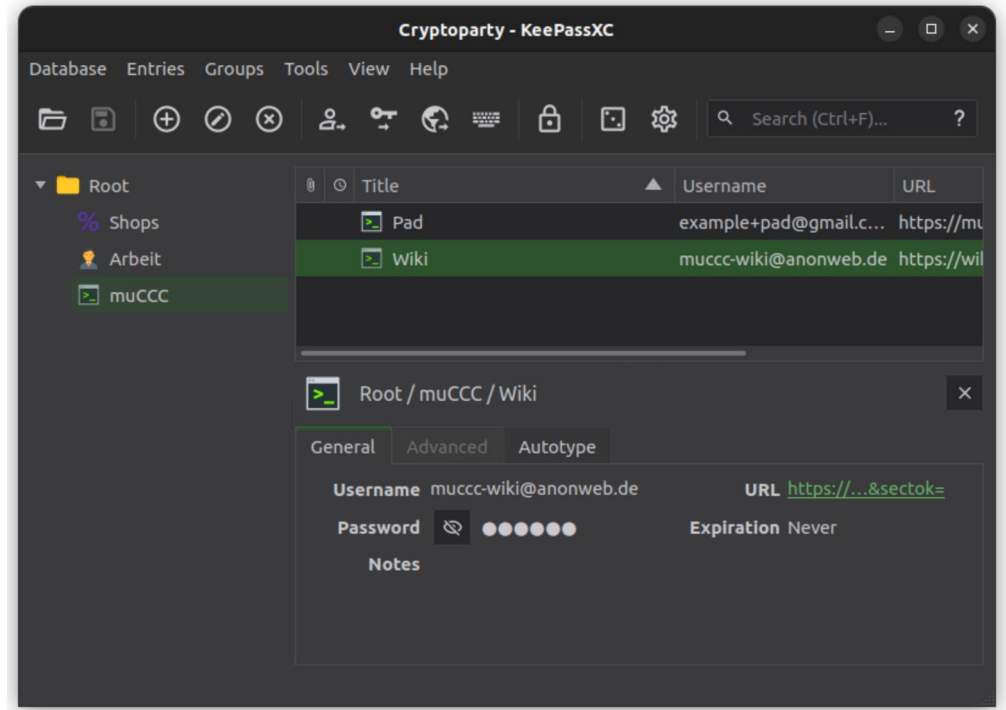 Cryptoparty - KeePassXC
Database Entries Groups Tools View Help
Search (Ctrl+F)... ?
Root
Shops
Arbeit
muCCC
Title Username URL
Pad example+pad@gmail.c... https://mu
Wiki muccc-wiki@anonweb.de https://wil
Root / muCCC / Wiki
General Advanced Autotype
Username muccc-wiki@anonweb.de URL https://...&sectok=
Password ●●●●●● Expiration Never
Notes